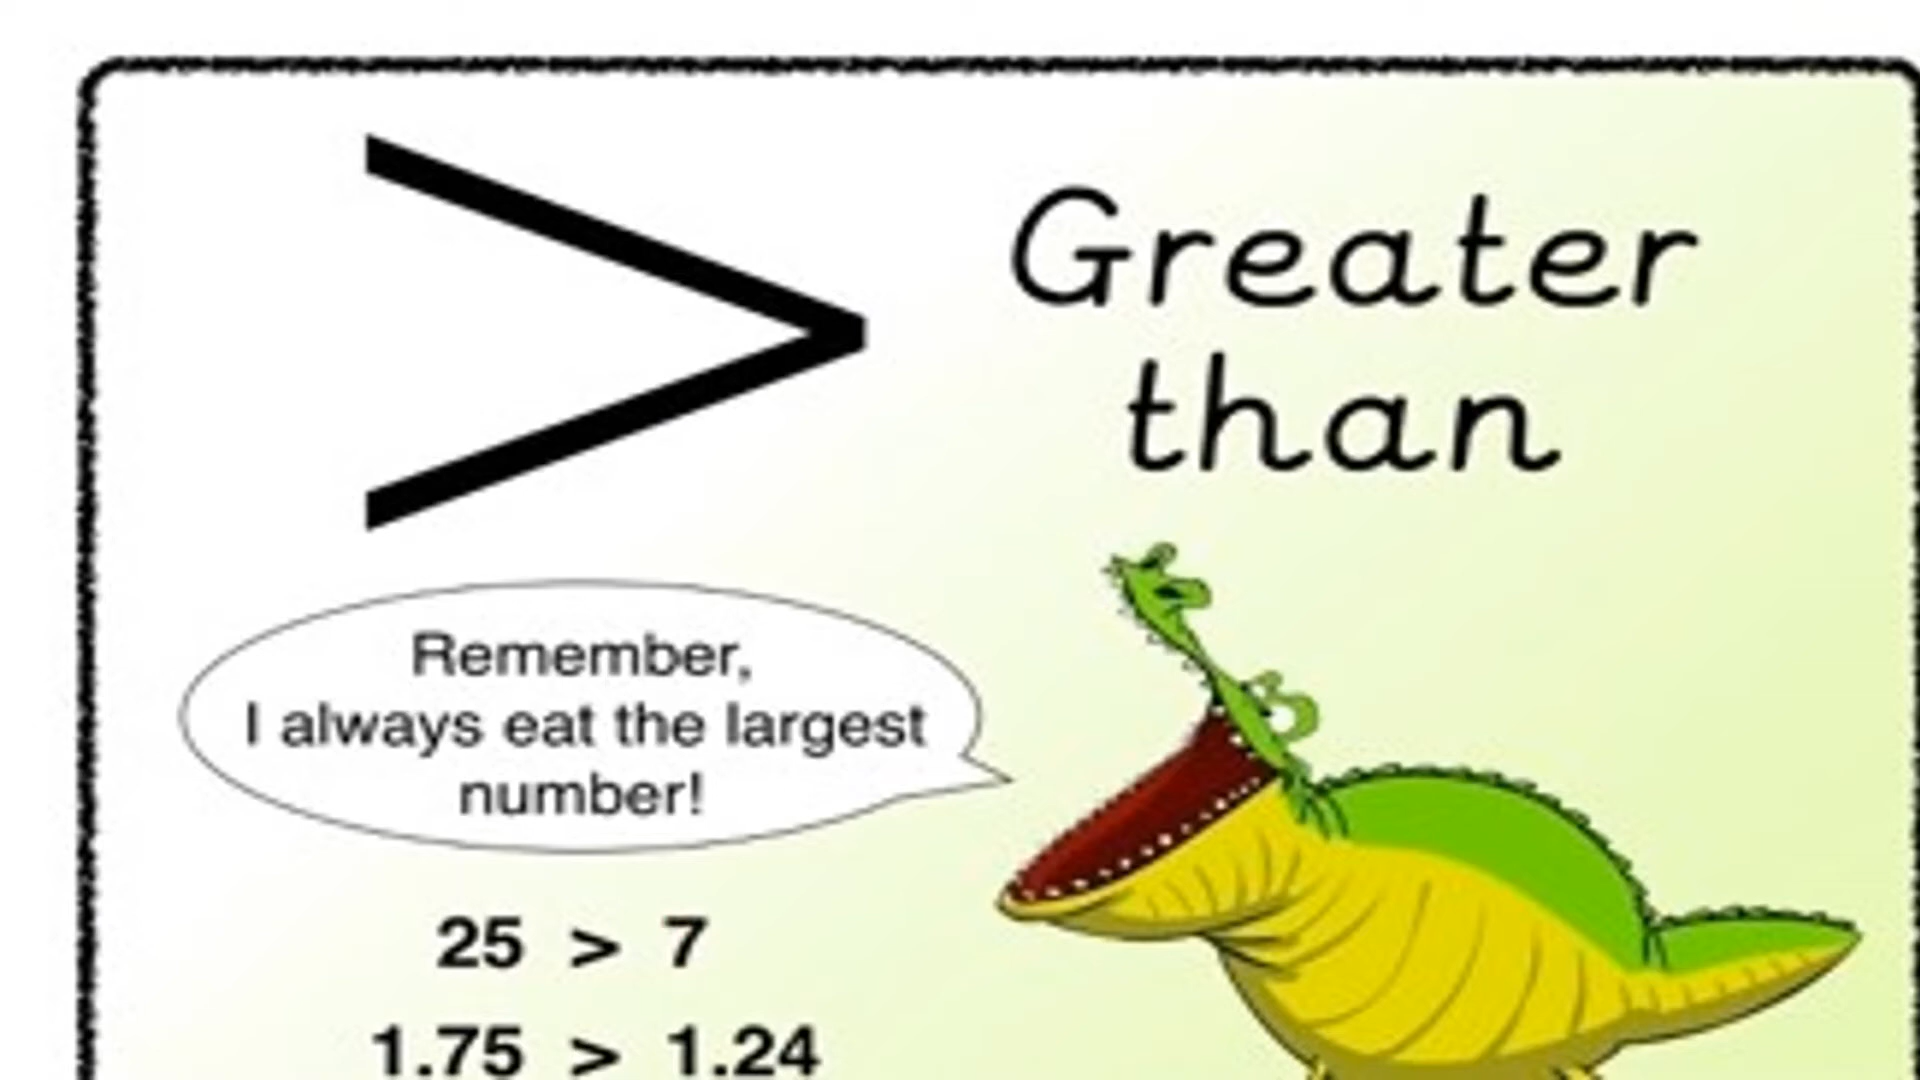 >
Greater
than
Remember,
I always eat the largest
number!
25 > 7
1.75 > 1.24